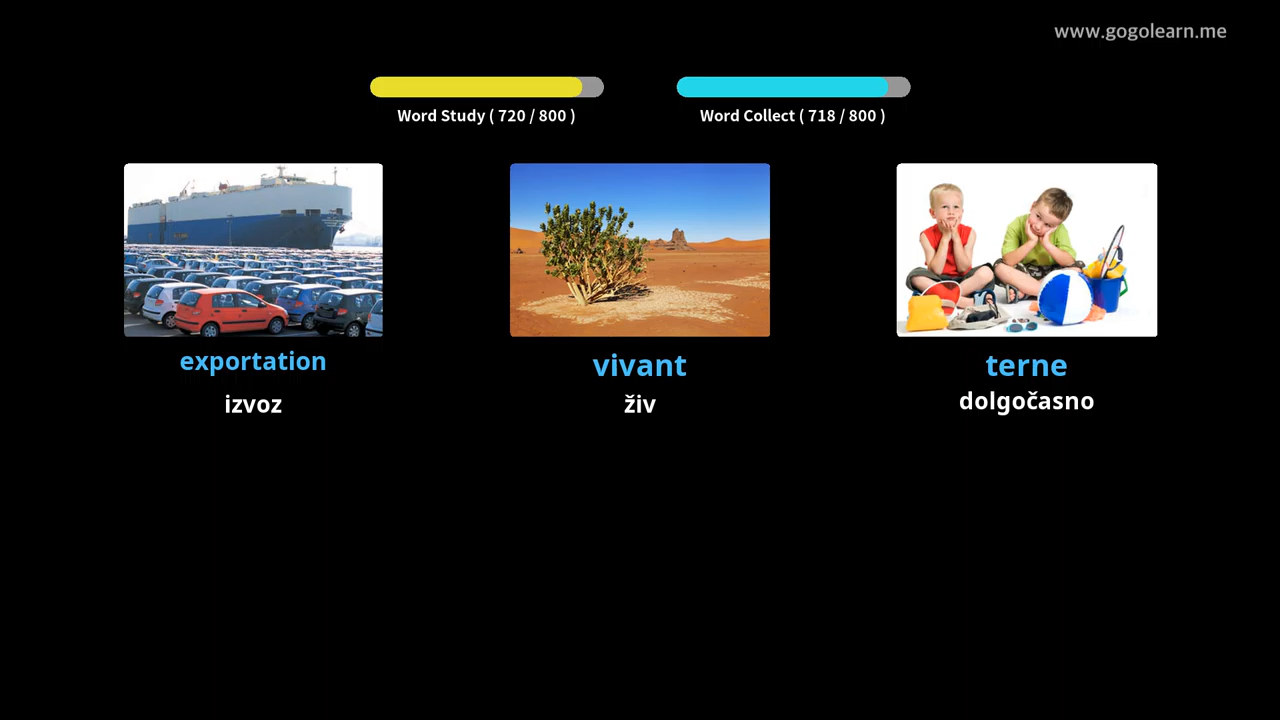 www.gogolearn.me
Word Study ( 720 / 800 )
Word Collect ( 718 / 800 )
exportation
vivant
terne
izvoz
živ
dolgočasno